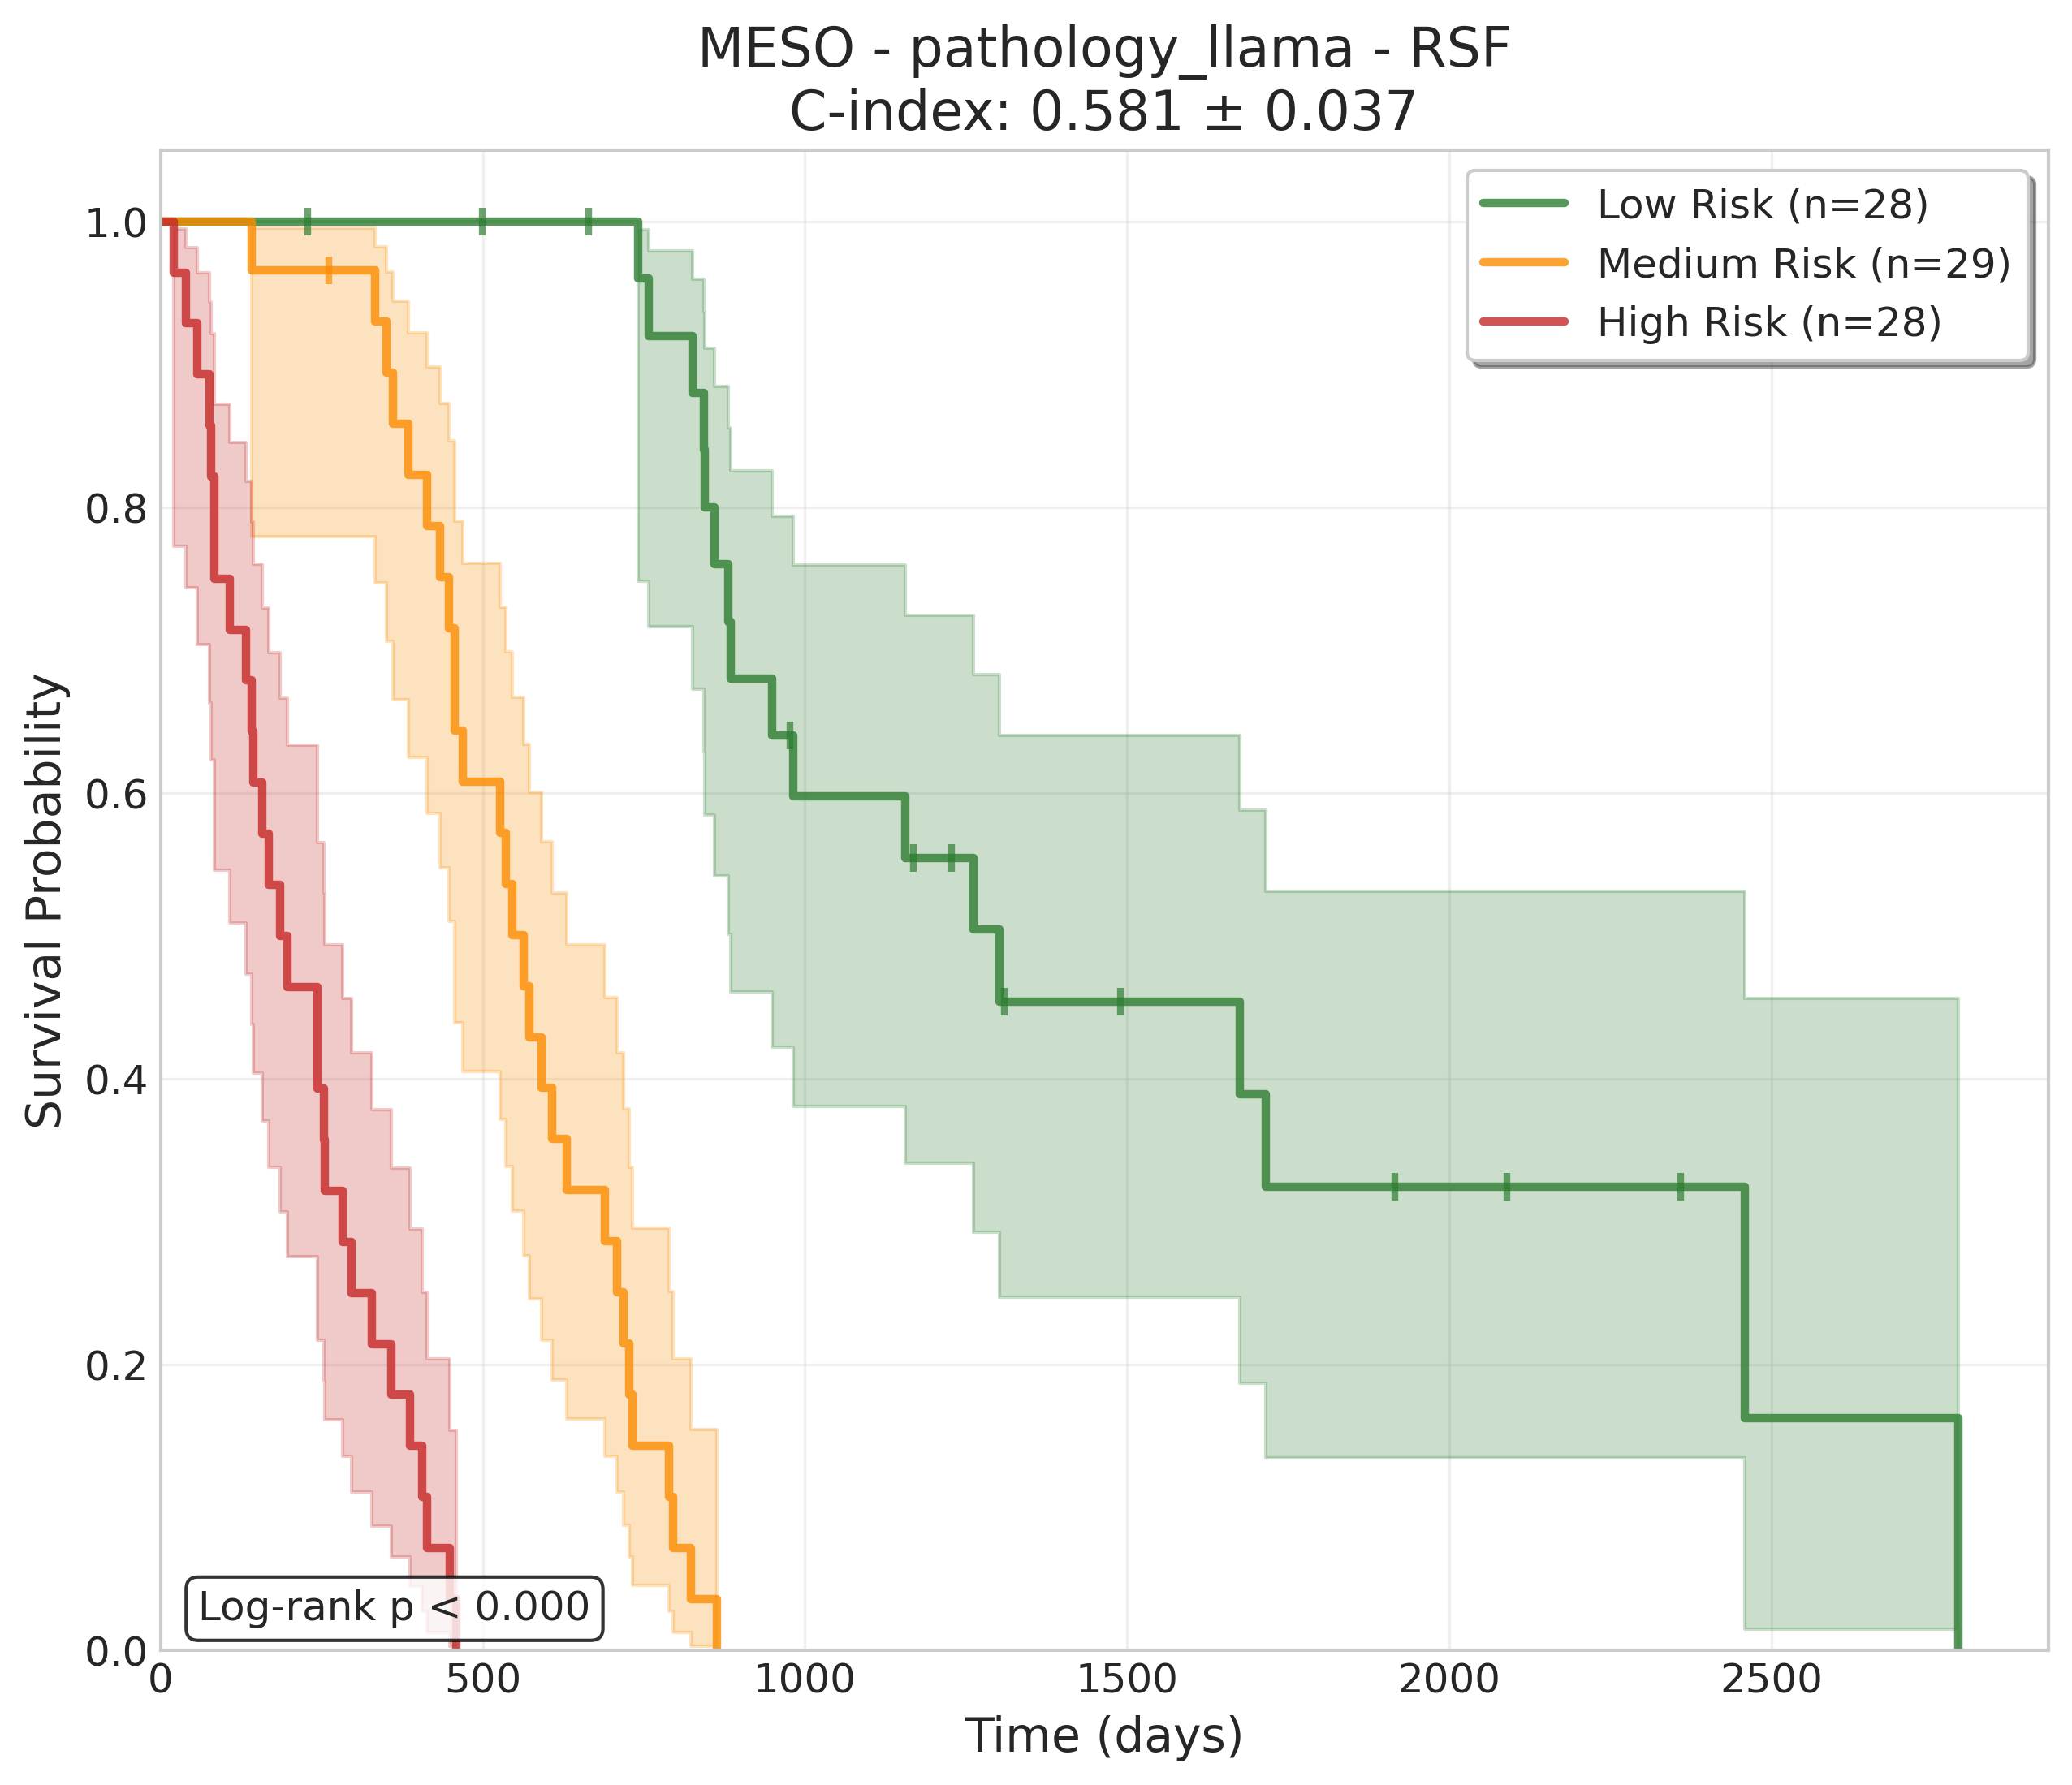 MESO - pathology_llama - RSF
C-index: 0.581 ± 0.037
Low Risk (n=28)
Medium Risk (n=29)
High Risk (n=28)
Survival Probability
1.0
0.8
0.6
0.4
0.2
0.0
Log-rank p < 0.000
0 500 1000 1500 2000 2500
Time (days)